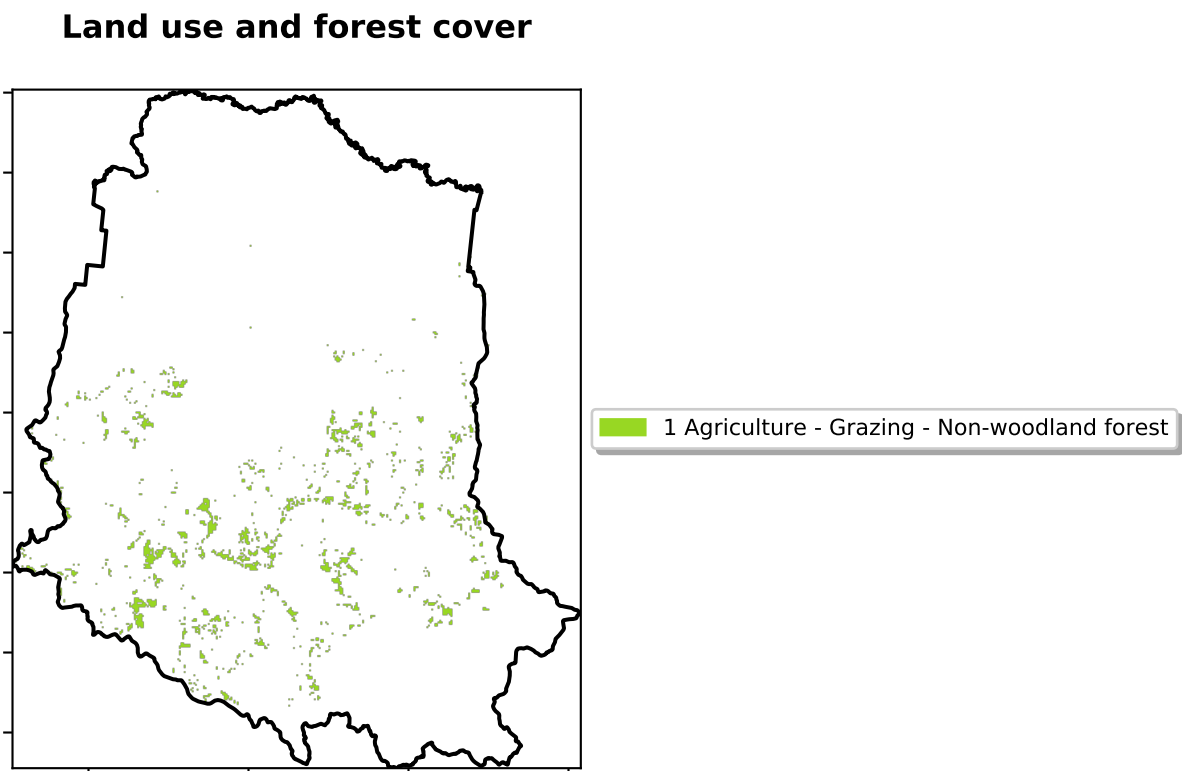 Land use and forest cover
1 Agriculture - Grazing - Non-woodland forest